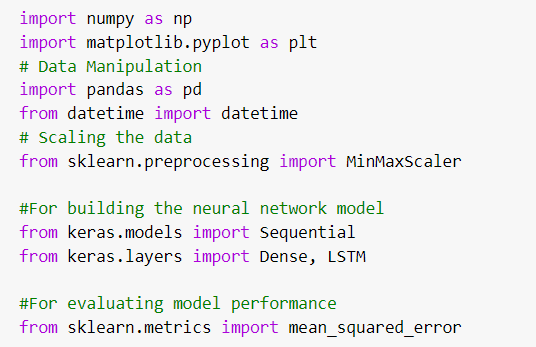 import numpy as np
import matplotlib.pyplot as plt
# Data Manipulation
import pandas as pd
from datetime import datetime
# Scaling the data
from sklearn.preprocessing import MinMaxScaler
#For building the neural network model
from keras.models import Sequential
from keras.layers import Dense, LSTM
#For evaluating model performance
from sklearn.metrics import mean_squared_error